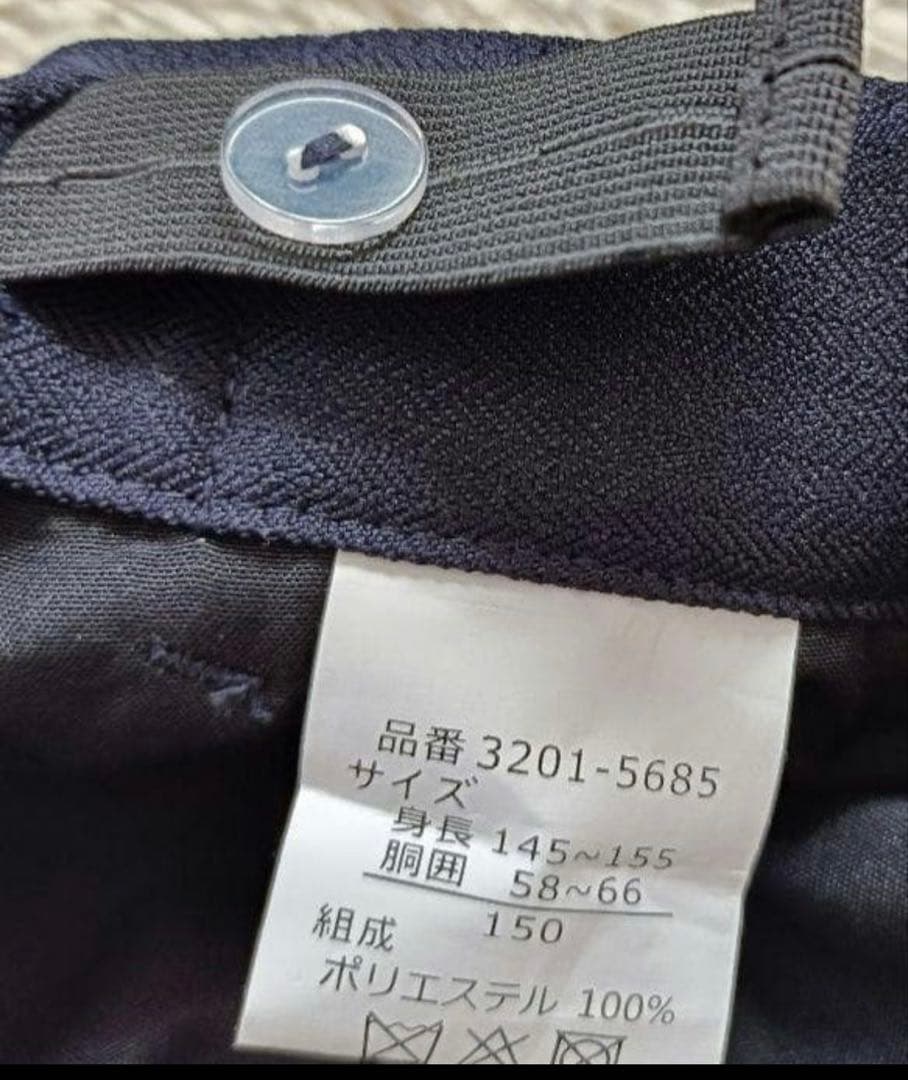 品番 3201-5685
サイズ
身長 145~155
胴囲 58~66
150
組成
ポリエステル 100%